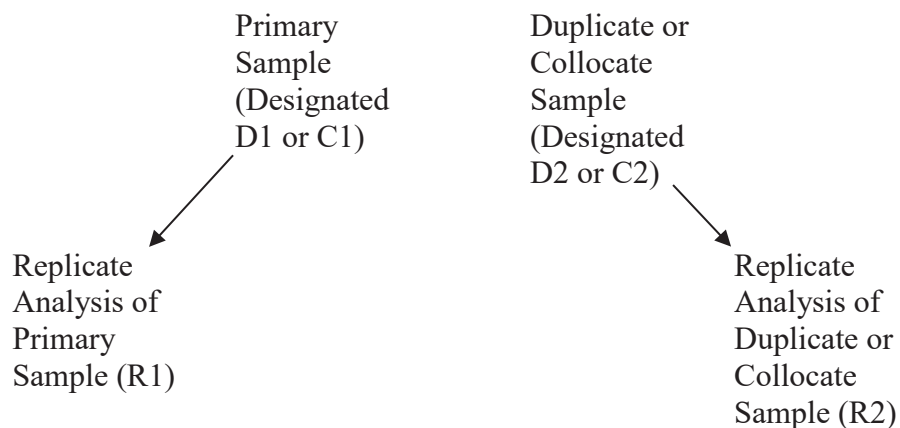 Primary
Sample
(Designated
D1 or C1)
Duplicate or
Collocate
Sample
(Designated
D2 or C2)
Replicate
Analysis of
Primary
Sample (R1)
Replicate
Analysis of
Duplicate or
Collocate
Sample (R2)